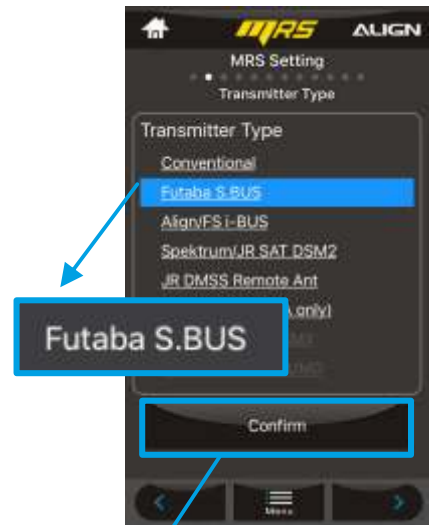 MRS ALIGN
MRS Setting
Transmitter Type
Transmitter Type
Conventional
Futaba S.BUS
Align/FS i-BUS
Spektrum/JR SAT DSM2
JR DMSS Remote Ant
only)
Futaba S.BUS
Confirm
Menu